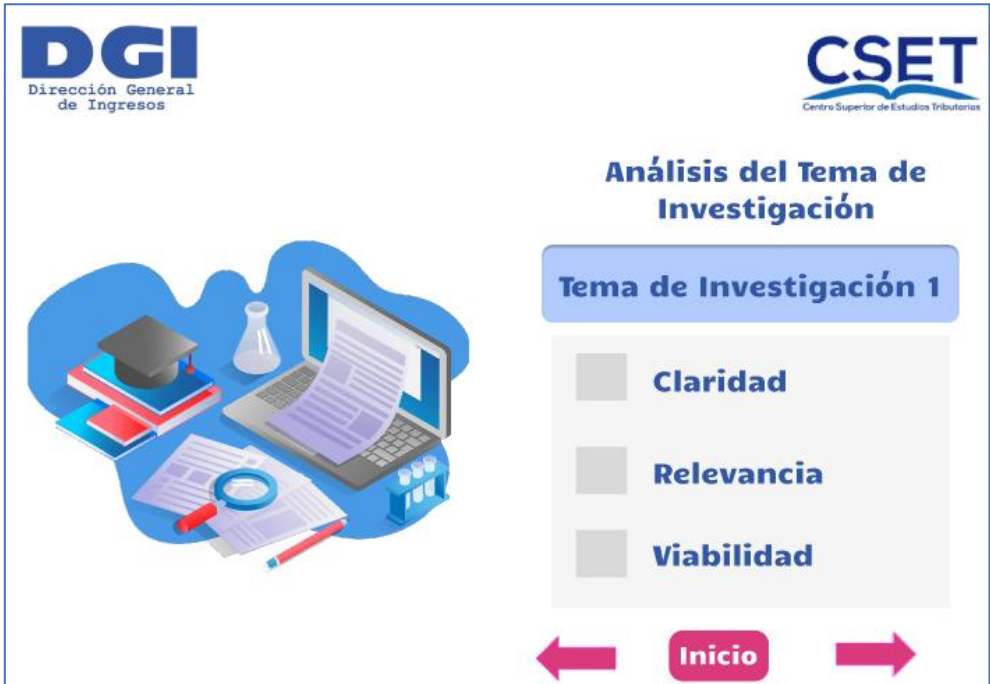 DGI
Dirección General
de Ingresos
CSET
Centro Superior de Estudios Tributarios
Análisis del Tema de
Investigación
Tema de Investigación 1
Claridad
Relevancia
Viabilidad
Inicio